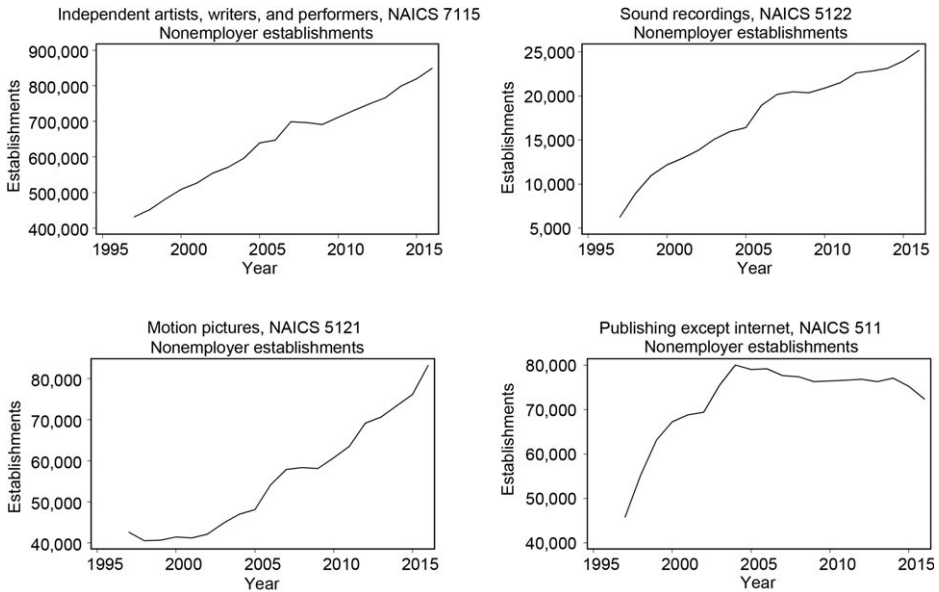 Independent artists, writers, and performers, NAICS 7115
Nonemployer establishments
900,000
800,000
700,000
600,000
500,000
400,000
Establishments
1995 2000 2005 2010 2015
Year
Sound recordings, NAICS 5122
Nonemployer establishments
25,000
20,000
15,000
10,000
5,000
Establishments
1995 2000 2005 2010 2015
Year
Motion pictures, NAICS 5121
Nonemployer establishments
80,000
70,000
60,000
50,000
40,000
Establishments
1995 2000 2005 2010 2015
Year
Publishing except internet, NAICS 511
Nonemployer establishments
80,000
70,000
60,000
50,000
40,000
Establishments
1995 2000 2005 2010 2015
Year